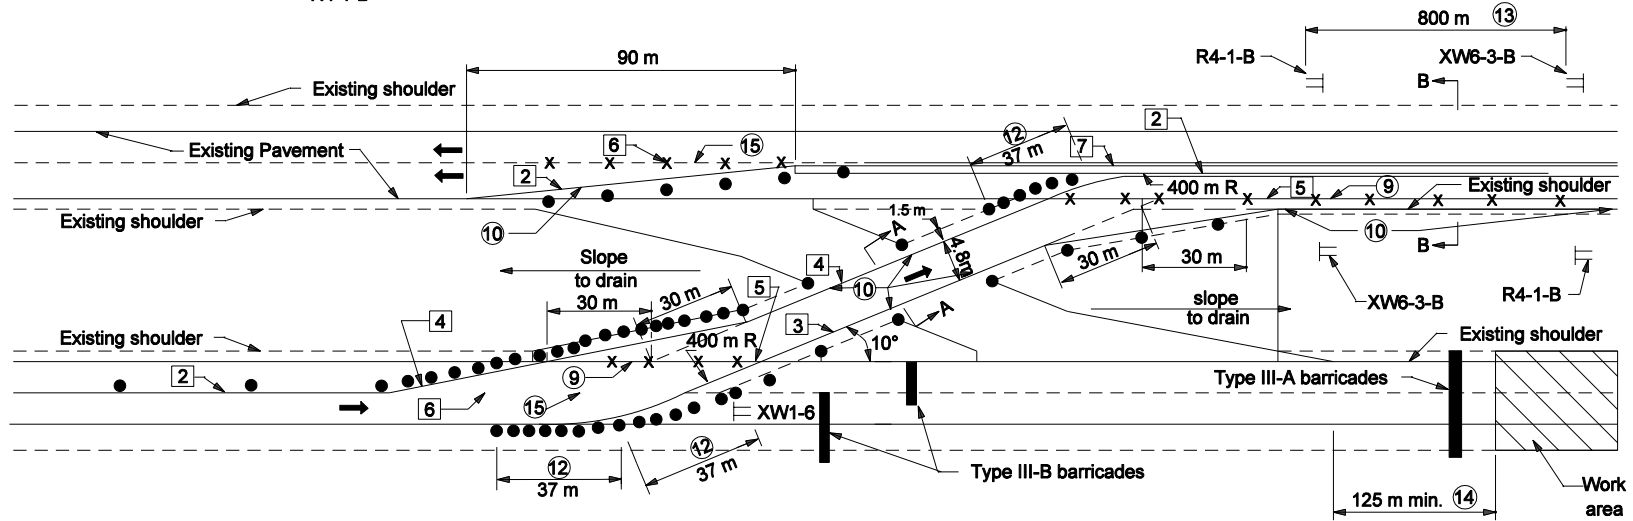 800 m 13
R4-1-B
XW6-3-B
90 m
B
Existing shoulder
12
37 m
7
2
Existing Pavement
6
15
2
400 m R
5
9
Existing shoulder
Existing shoulder
10
1.5 m
A
4.8m
10
B
Slope
to drain
4
30 m
30 m
30 m
5
10
30 m
XW6-3-B
R4-1-B
slope
to drain
4
3
A
Existing shoulder
400 m R
10°
Existing shoulder
2
9
Type III-A barricades
6
15
XW1-6
12
37 m
12
37 m
Type III-B barricades
125 m min. 14
Work
area